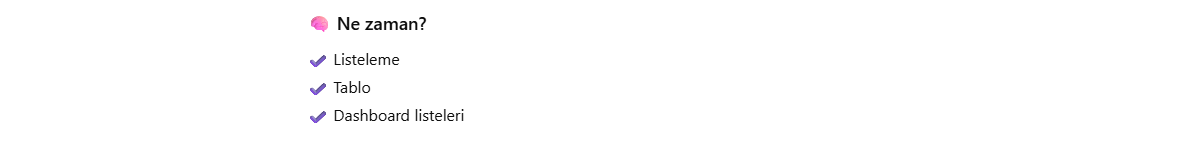 🧠 Ne zaman?
✔ Listeleme
✔ Tablo
✔ Dashboard listeleri